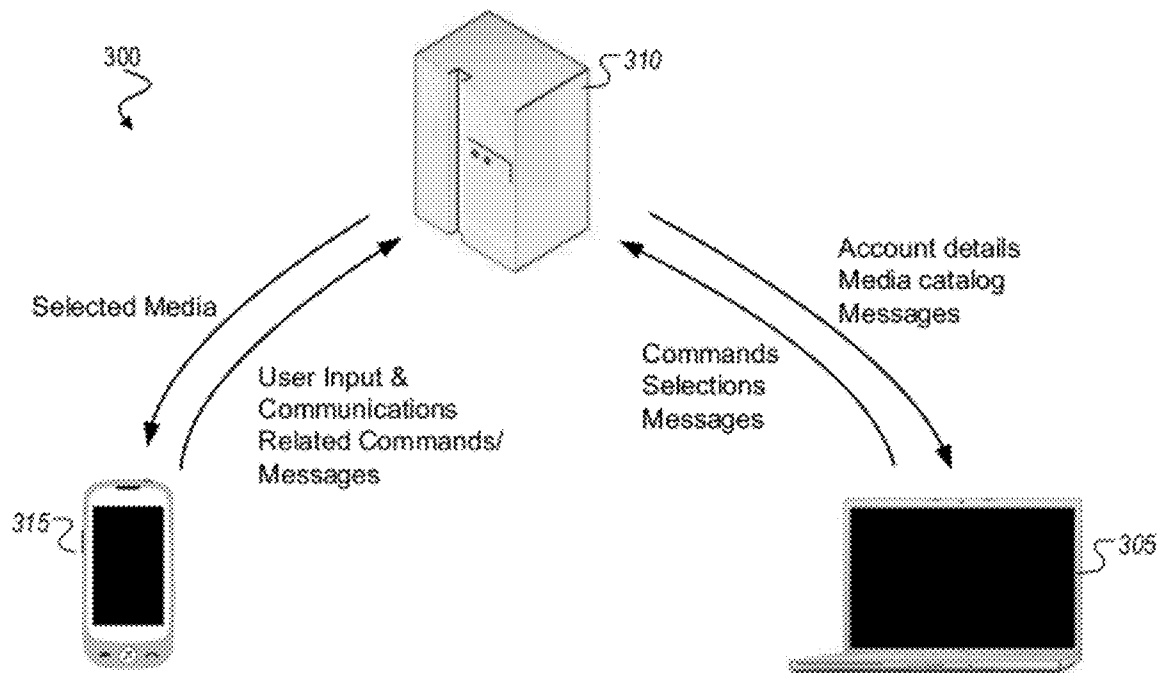 300
310
Selected Media
User Input &
Communications
Related Commands/
Messages
Account details
Media catalog
Messages
Commands
Selections
Messages
315
305